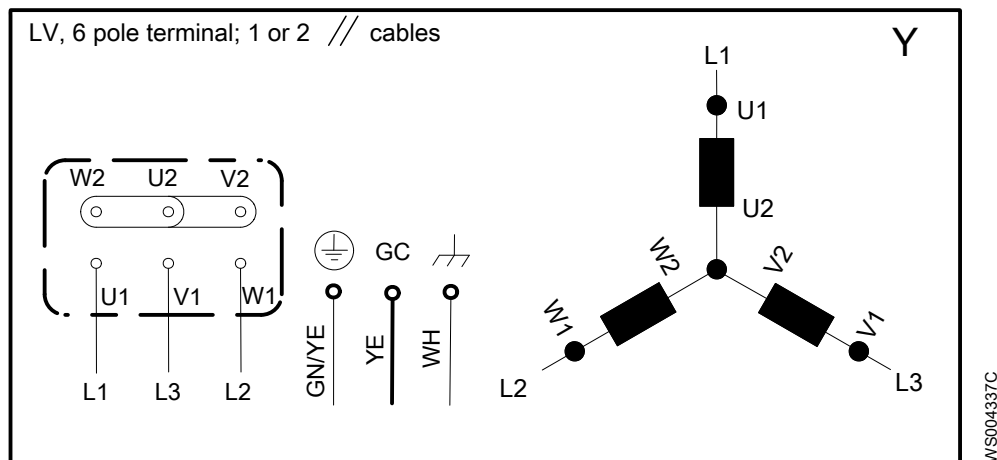 LV, 6 pole terminal; 1 or 2 // cables
Y
W2 U2 V2
U1 V1 W1
L1 L3 L2
GC
GN/YE
YE
WH
L1
U1
U2
W2
V2
W1
V1
L2
L3
WS004337C